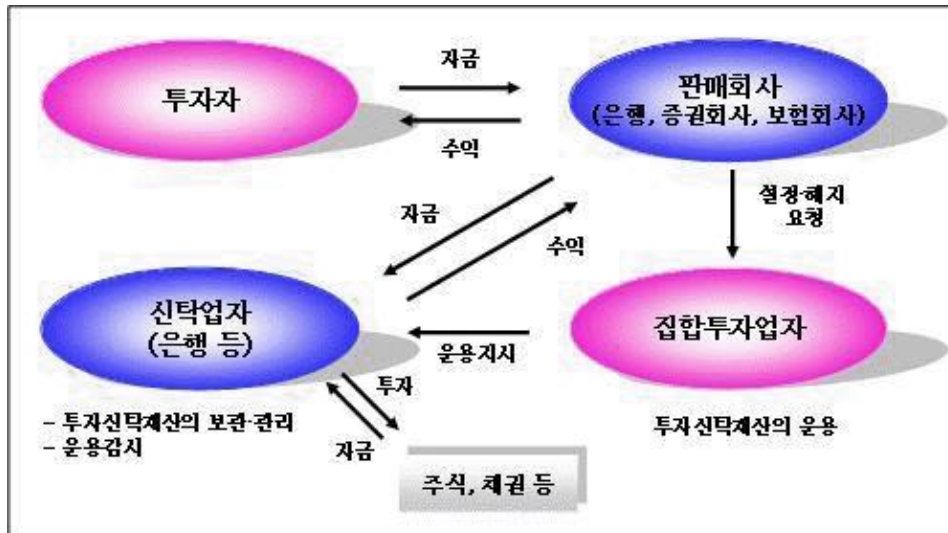 투자자
자금
수익
판매회사
(은행, 증권회사, 보험회사)
설정·해지
요청
자금
수익
신탁업자
(은행 등)
운용지시
집합투자업자
- 투자신탁재산의 보관·관리
- 운용감시
투자
자금
투자신탁재산의 운용
주식, 채권 등